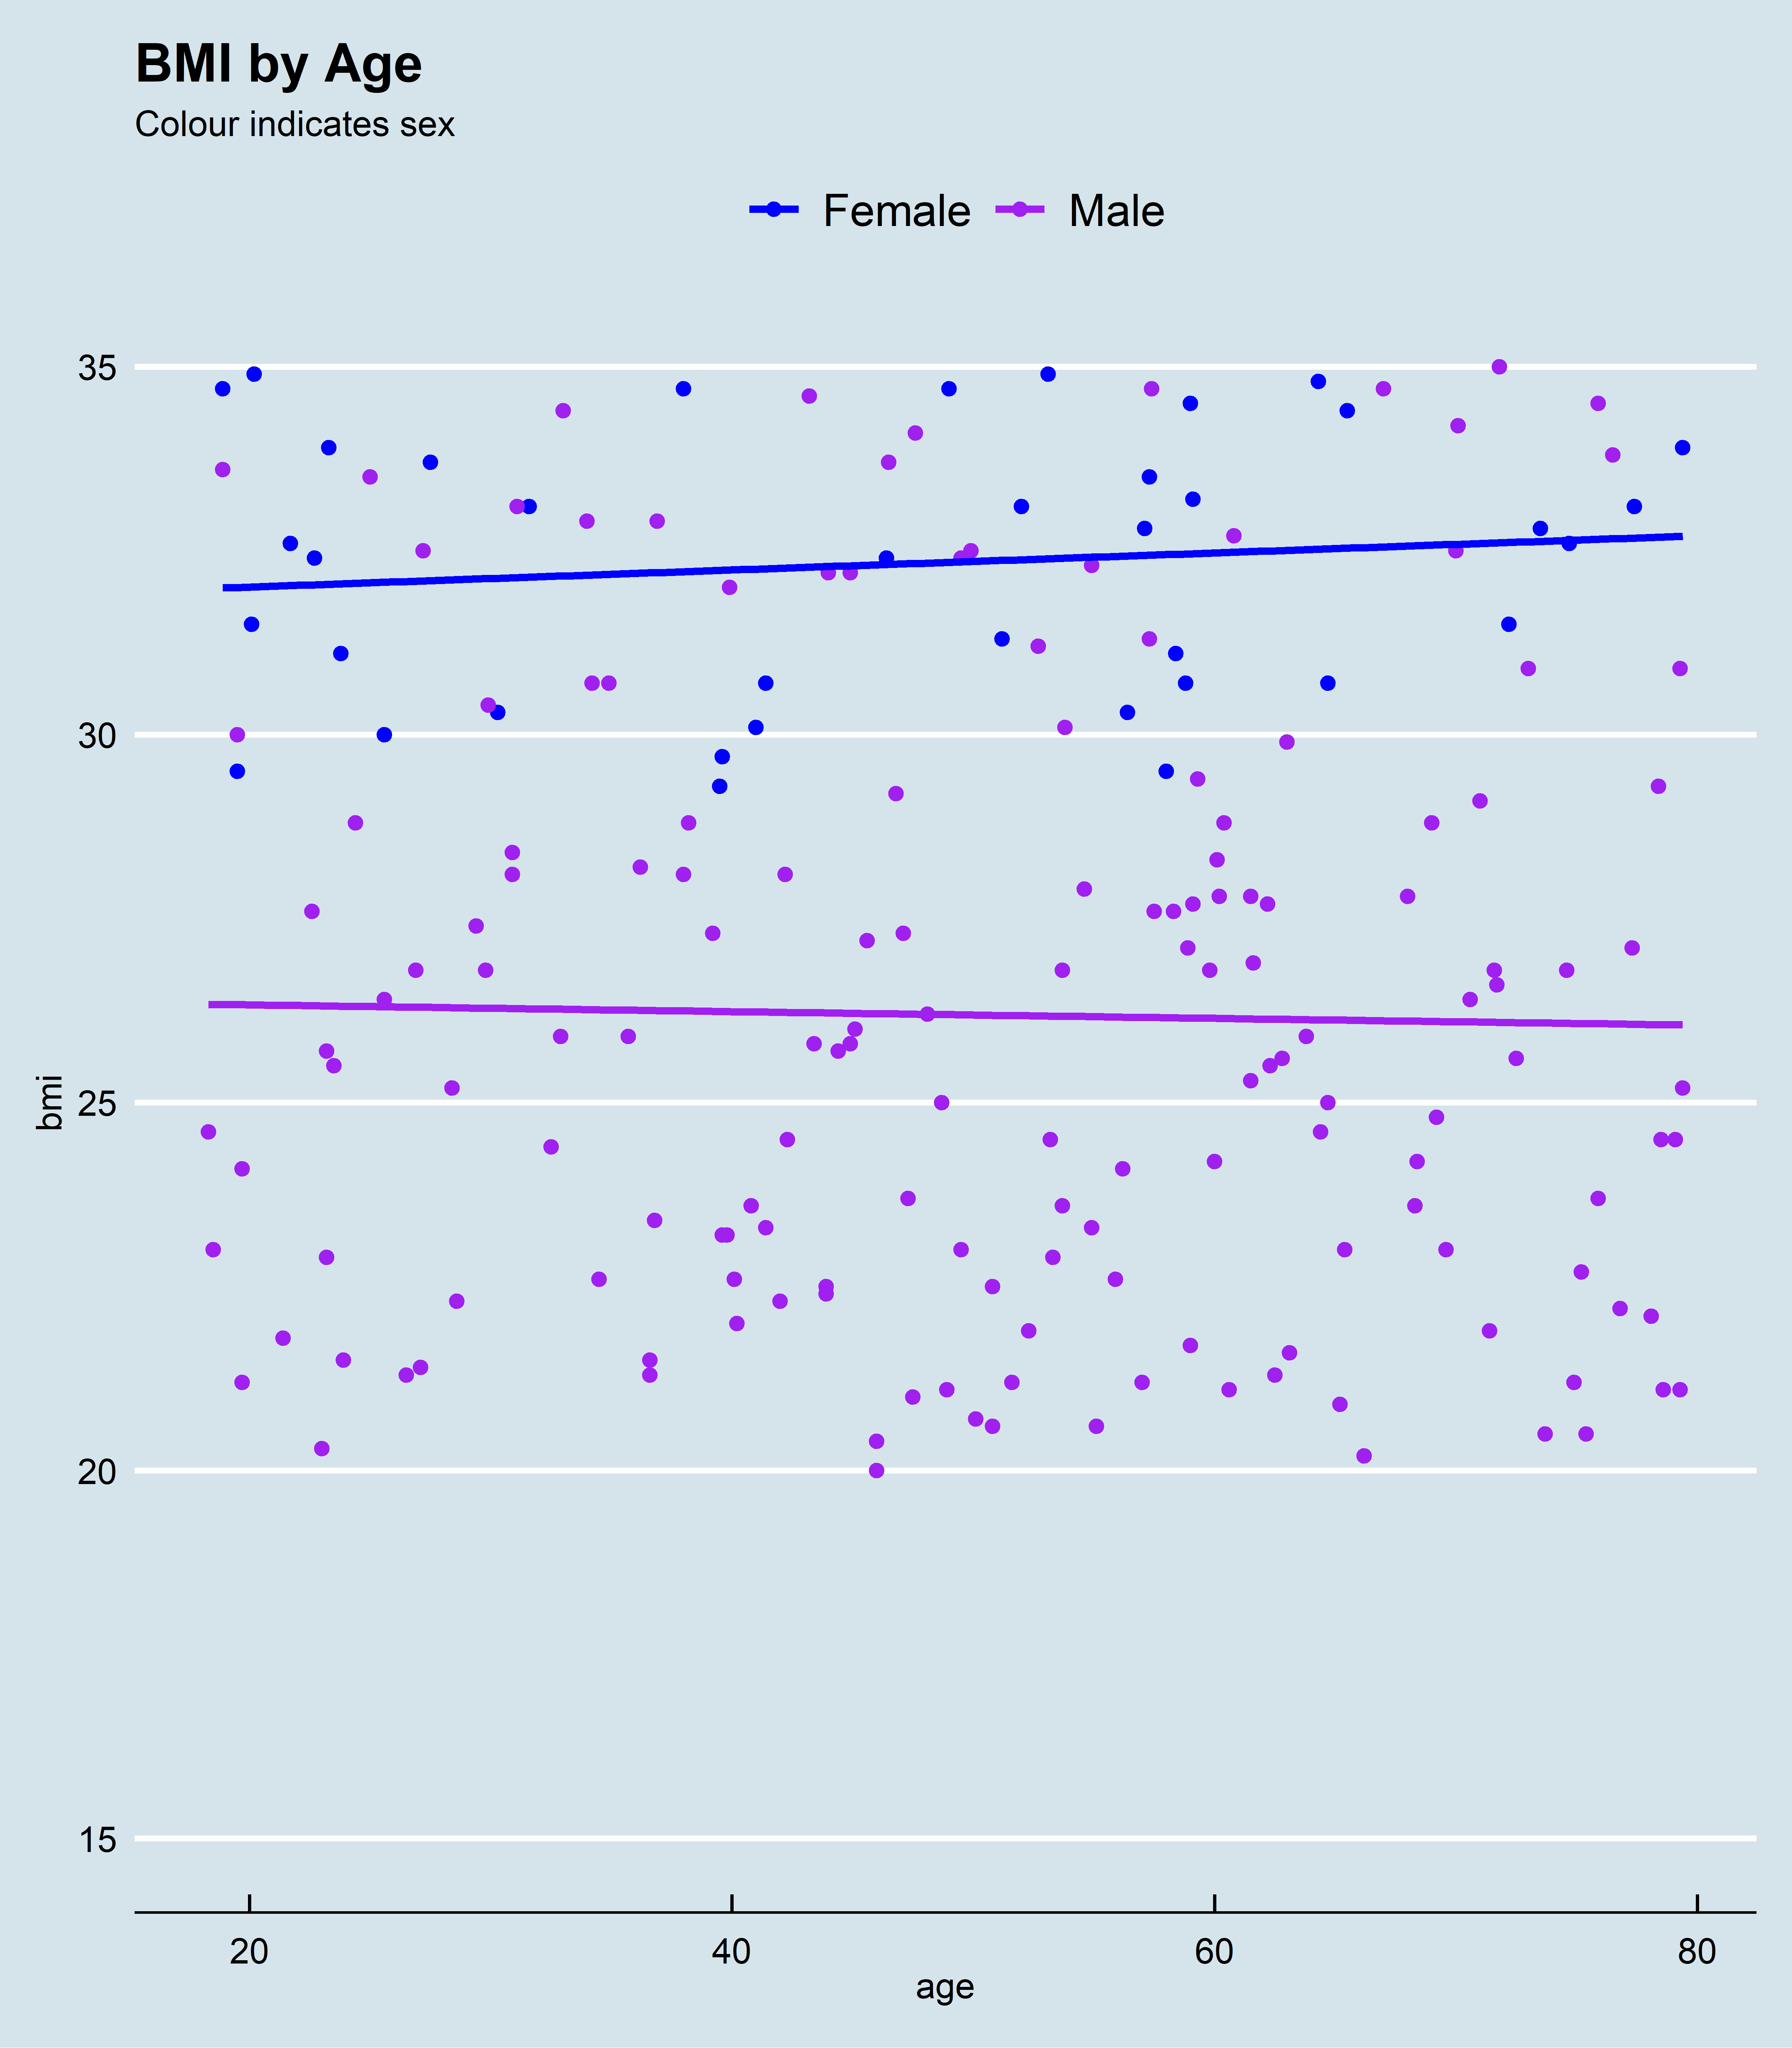 BMI by Age
Colour indicates sex
Female Male
35
30
25
20
15
bmi
20 40 60 80
age